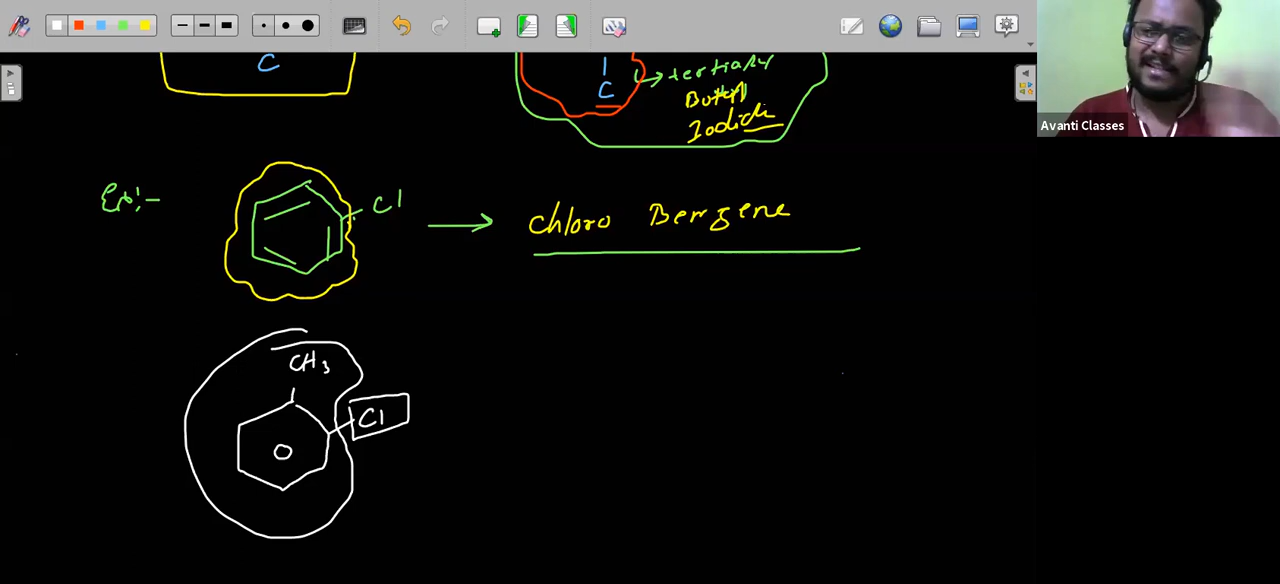 C
C
tertiary
Butyl
Iodide
Ex:-
Cl
Chloro Benzene
CH3
Cl
Avanti Classes